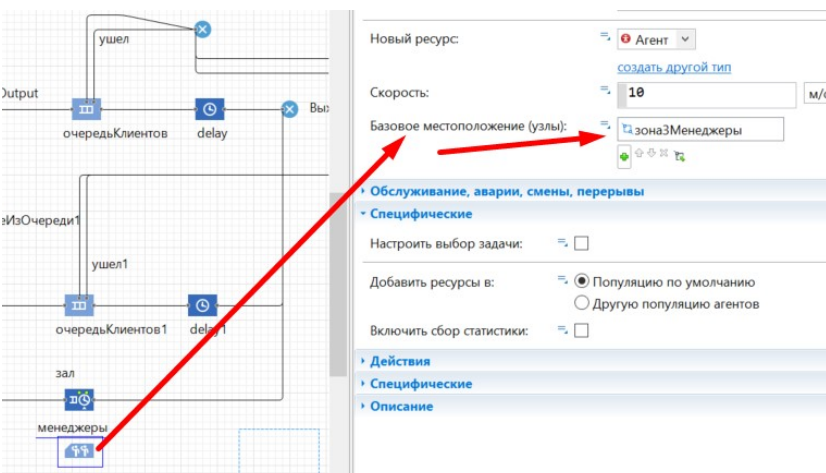 ушел
Output
очередьКлиентов
delay
Вы
еИзОчереди1
ушел1
очередьКлиентов1
delay1
зал
менеджеры
Новый ресурс:
Агент
создать другой тип
Скорость:
10
м/с
Базовое местоположение (узлы):
зона3Менеджеры
Обслуживание, аварии, смены, перерывы
Специфические
Настроить выбор задачи:
Добавить ресурсы в:
Популяцию по умолчанию
Другую популяцию агентов
Включить сбор статистики:
Действия
Специфические
Описание